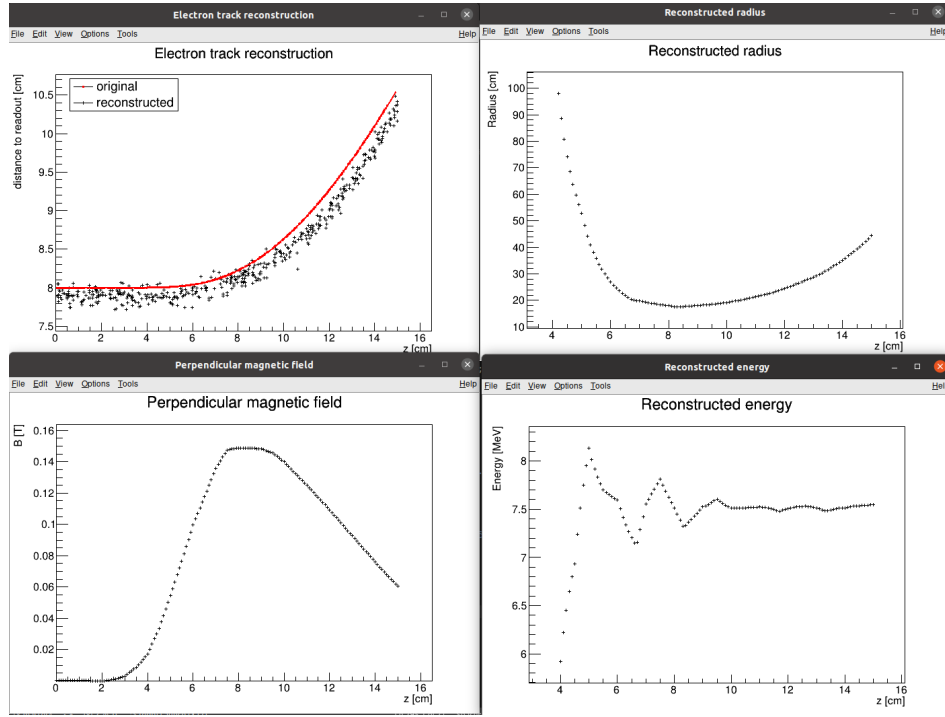 Electron track reconstruction
File Edit View Options Tools Help
Electron track reconstruction
distance to readout [cm]
original
reconstructed
10.5
10
9.5
9
8.5
8
7.5
0 2 4 6 8 10 12 14 16
z [cm]
Reconstructed radius
File Edit View Options Tools Help
Reconstructed radius
Radius [cm]
100
90
80
70
60
50
40
30
20
10
4 6 8 10 12 14 16
z [cm]
Perpendicular magnetic field
File Edit View Options Tools Help
Perpendicular magnetic field
B [T]
0.16
0.14
0.12
0.1
0.08
0.06
0.04
0.02
0 2 4 6 8 10 12 14 16
z [cm]
Reconstructed energy
File Edit View Options Tools Help
Reconstructed energy
Energy [MeV]
8
7.5
7
6.5
6
4 6 8 10 12 14 16
z [cm]